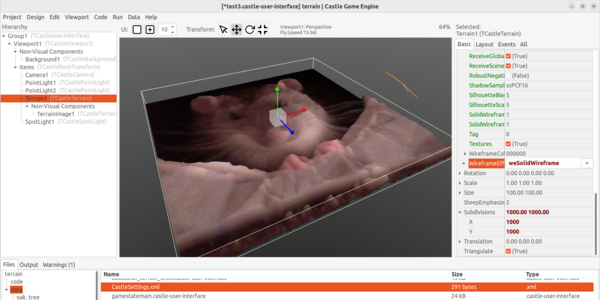 [*test3.castle-user-interface] terrain | Castle Game Engine
Project Design Edit Viewport Code Run Data Help
Hierarchy
Group1 (TCastleUserInterface)
Viewport1 (TCastleViewport)
Non-Visual Components
Background1 (TCastleBackground
Items (TCastleRootTransform)
Camera1 (TCastleCamera)
PointLight1 (TCastlePointLight)
PointLight2 (TCastlePointLight)
Terrain1 (TCastleTerrain)
Non-Visual Components
TerrainImage1 (TCastleTerrain
SpotLight1 (TCastleSpotLight)
UI: 10 Transform: Viewport1: Perspective
Fly (speed 73.58)
64%
Selected:
Terrain1 (TCastleTerrain)
Basic Layout Events All
ReceiveGloba (True)
ReceiveScene (True)
RobustNegati (False)
ShadowSampl ssPCF16
SilhouetteBia 5
SilhouetteSca 5
SolidWirefran 1
SolidWirefran 1
Tag 0
Textures (True)
WireframeCol 000000
WireframeEff weSolidWireframe
Rotation 0.00 0.00 0.00 0.00
Scale 1.00 1.00 1.00
Size 100.00 100.00
SteepEmphasize 2
Subdivisions 1000.00 1000.00
X 1000
Y 1000
Translation 0.00 0.00 0.00
Triangulate (True)
Files Output Warnings (1)
terrain
code
data
oak_tree
Name Size Type
CastleSettings.xml 291 bytes .xml
gamestatemain.castle-user-interface 24 kB .castle-user-interface